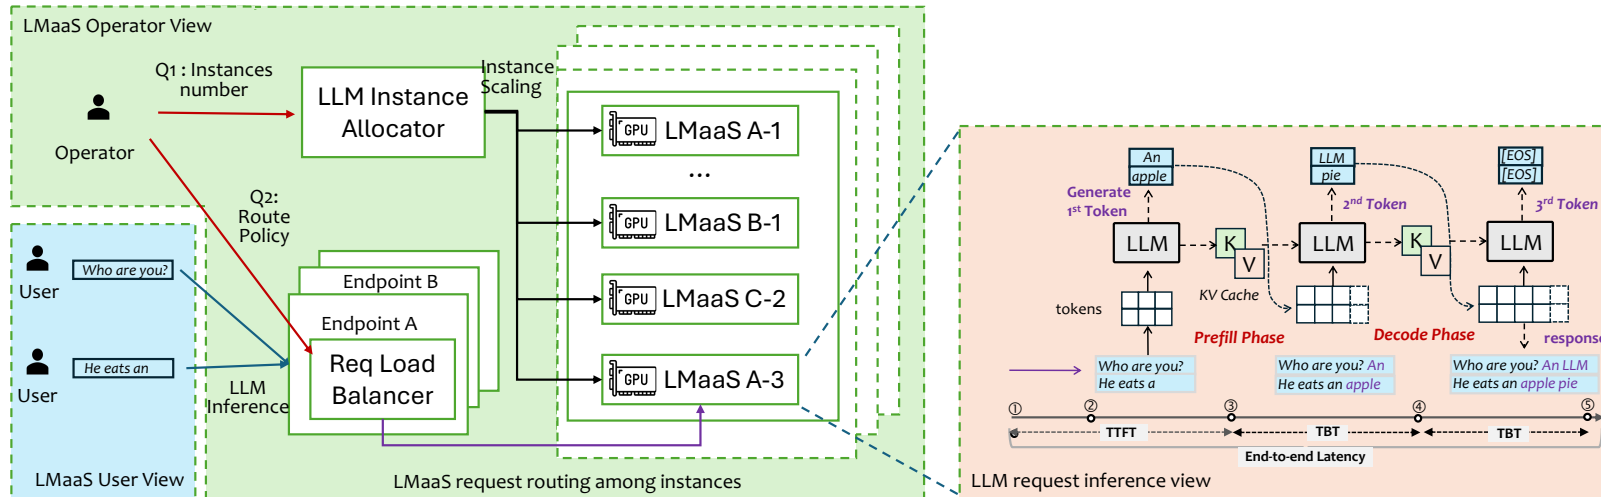 LMaaS Operator View
Q1 : Instances
number
Operator
LLM Instance
Allocator
Instance
Scaling
Q2:
Route
Policy
GPU LMaaS A-1
...
GPU LMaaS B-1
GPU LMaaS C-2
GPU LMaaS A-3
User
Who are you?
User
He eats an
LMaaS User View
Endpoint B
Endpoint A
Req Load
Balancer
LLM
Inference
LMaaS request routing among instances
An
apple
LLM
pie
[EOS]
[EOS]
Generate
1st Token
2nd Token
3rd Token
LLM
K
V
LLM
K
V
LLM
tokens
KV Cache
Prefill Phase
Decode Phase
response
Who are you?
He eats a
Who are you? An
He eats an apple
Who are you? An LLM
He eats an apple pie
① ② ③ ④ ⑤
TTFT
TBT
TBT
End-to-end Latency
LLM request inference view